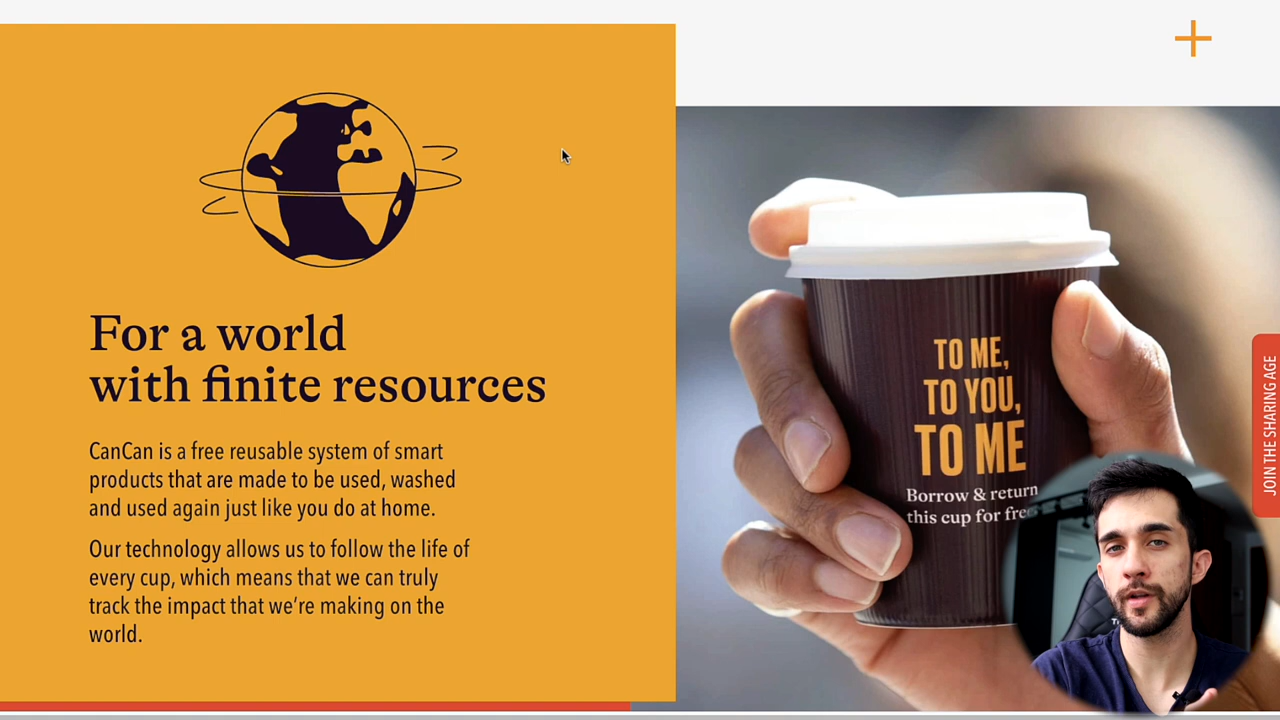 For a world
with finite resources
CanCan is a free reusable system of smart
products that are made to be used, washed
and used again just like you do at home.
Our technology allows us to follow the life of
every cup, which means that we can truly
track the impact that we’re making on the
world.
TO ME,
TO YOU,
TO ME
Borrow & return
this cup for free
JOIN THE SHARING AGE